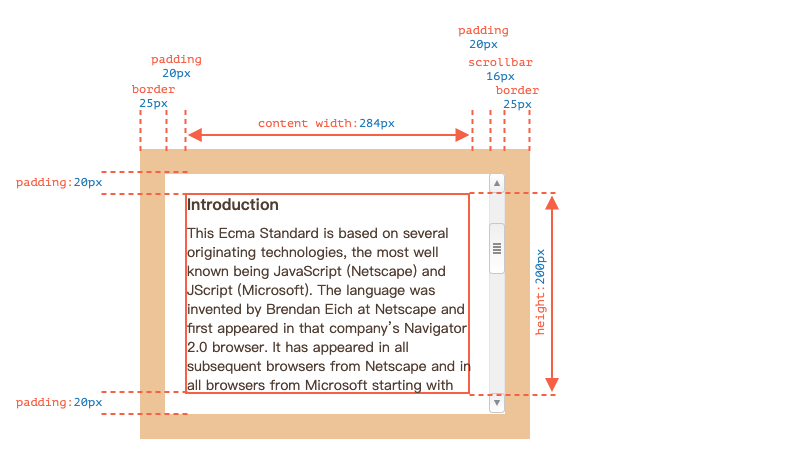 padding
20px
padding
20px
scrollbar
16px
border
25px
border
25px
content width:284px
padding:20px
Introduction
This Ecma Standard is based on several
originating technologies, the most well
known being JavaScript (Netscape) and
JScript (Microsoft). The language was
invented by Brendan Eich at Netscape and
first appeared in that company’s Navigator
2.0 browser. It has appeared in all
subsequent browsers from Netscape and in
all browsers from Microsoft starting with
height:200px
padding:20px